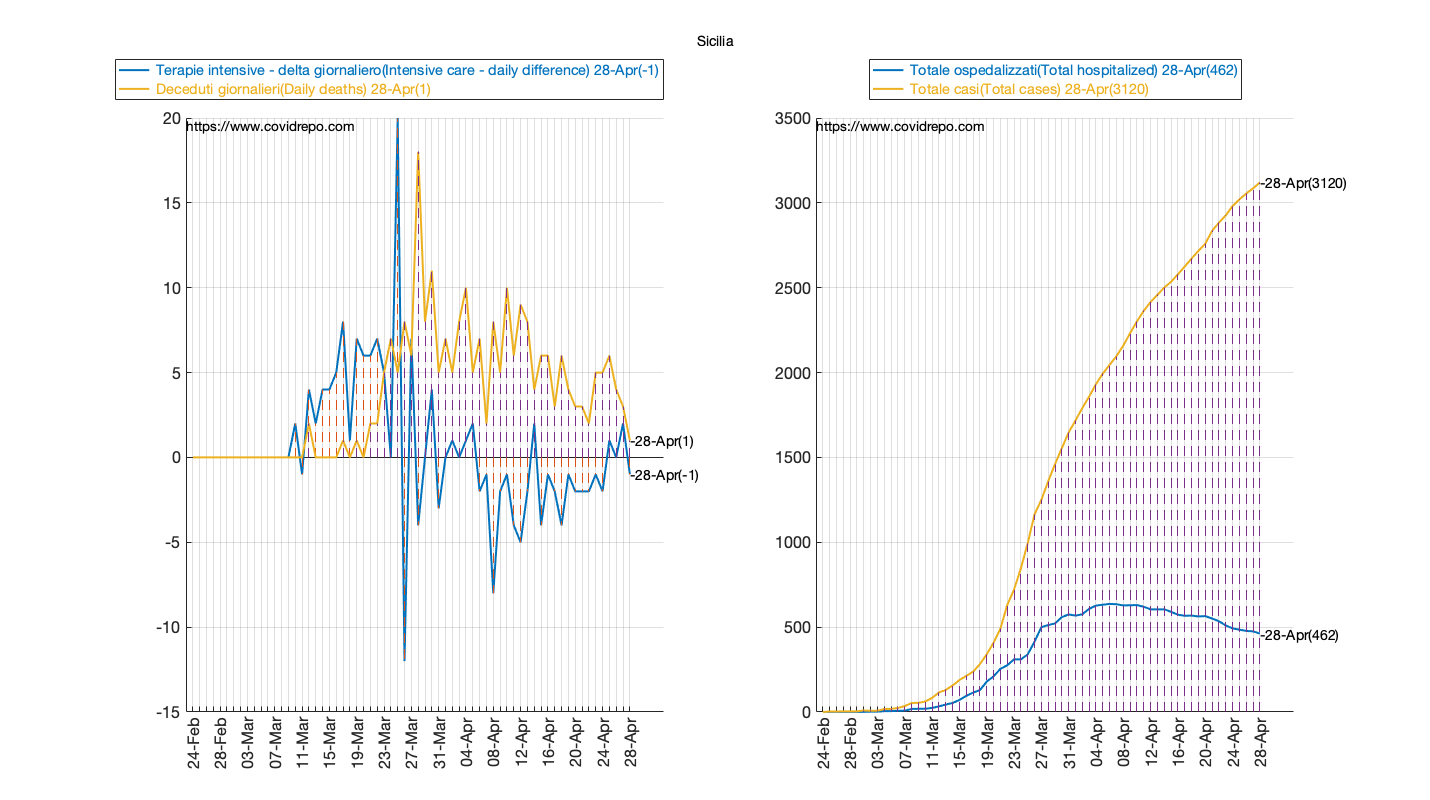 Sicilia
Terapie intensive - delta giornaliero(Intensive care - daily difference) 28-Apr(-1)
Deceduti giornalieri(Daily deaths) 28-Apr(1)
https://www.covidrepo.com
20
15
10
5
0
-5
-10
-15
-28-Apr(1)
-28-Apr(-1)
24-Feb
28-Feb
03-Mar
07-Mar
11-Mar
15-Mar
19-Mar
23-Mar
27-Mar
31-Mar
04-Apr
08-Apr
12-Apr
16-Apr
20-Apr
24-Apr
28-Apr
Totale ospedalizzati(Total hospitalized) 28-Apr(462)
Totale casi(Total cases) 28-Apr(3120)
https://www.covidrepo.com
3500
3000
2500
2000
1500
1000
500
0
-28-Apr(3120)
-28-Apr(462)
24-Feb
28-Feb
03-Mar
07-Mar
11-Mar
15-Mar
19-Mar
23-Mar
27-Mar
31-Mar
04-Apr
08-Apr
12-Apr
16-Apr
20-Apr
24-Apr
28-Apr